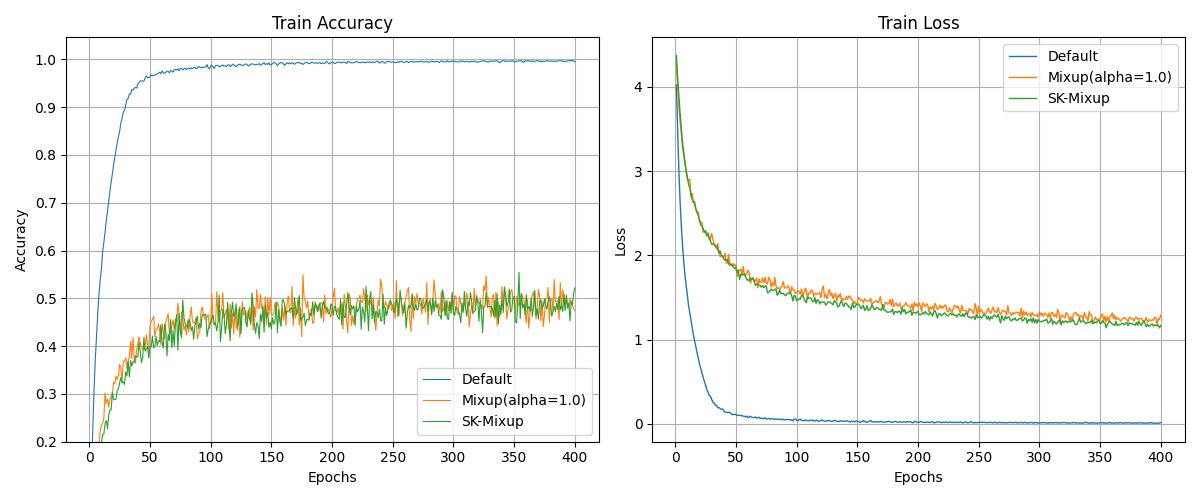 Train Accuracy
1.0
0.9
0.8
0.7
0.6
0.5
0.4
0.3
0.2
Accuracy
0 50 100 150 200 250 300 350 400
Epochs
Default
Mixup(alpha=1.0)
SK-Mixup
Train Loss
4
3
2
1
0
Loss
0 50 100 150 200 250 300 350 400
Epochs
Default
Mixup(alpha=1.0)
SK-Mixup